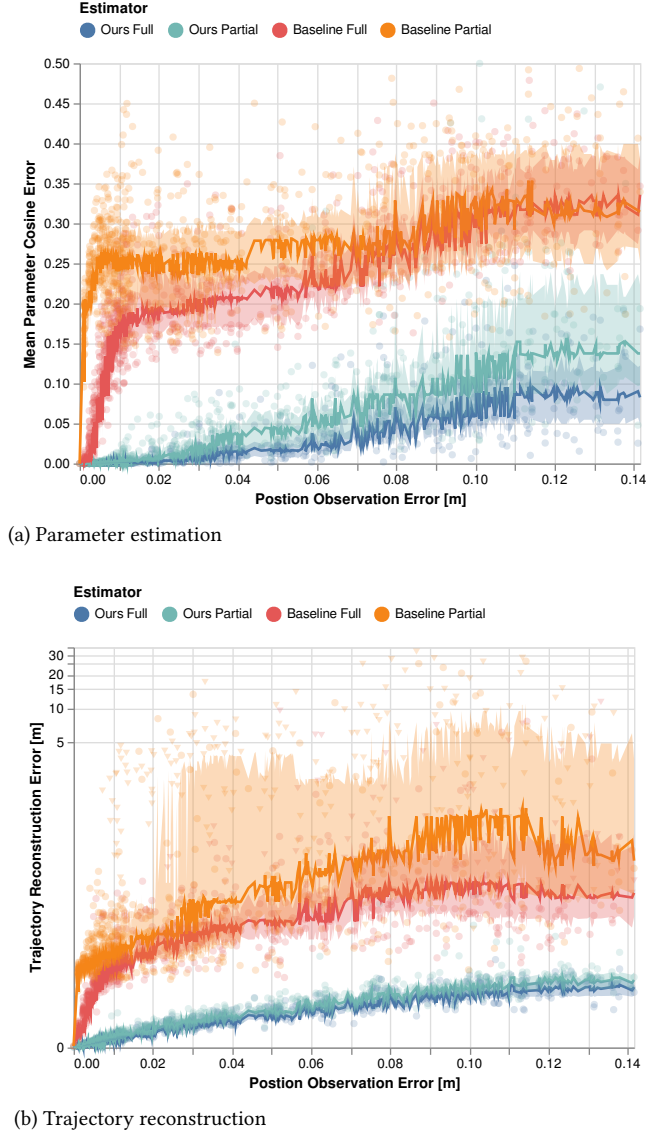 Estimator
Ours Full Ours Partial Baseline Full Baseline Partial
0.50
0.45
0.40
0.35
0.30
0.25
0.20
0.15
0.10
0.05
0.00
Mean Parameter Cosine Error
0.00 0.02 0.04 0.06 0.08 0.10 0.12 0.14
Postion Observation Error [m]
(a) Parameter estimation
Estimator
Ours Full Ours Partial Baseline Full Baseline Partial
30
20
15
10
5
0
Trajectory Reconstruction Error [m]
0.00 0.02 0.04 0.06 0.08 0.10 0.12 0.14
Postion Observation Error [m]
(b) Trajectory reconstruction